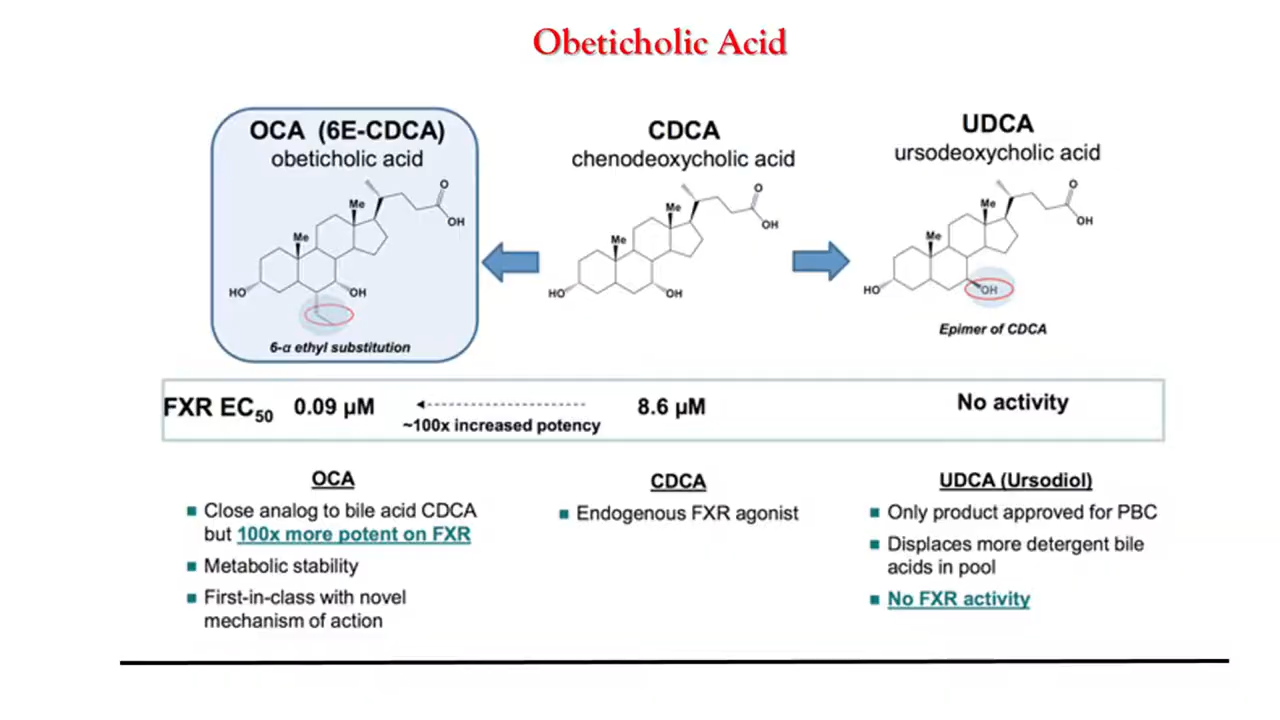 Obeticholic Acid
OCA (6E-CDCA)
obeticholic acid
CDCA
chenodeoxycholic acid
UDCA
ursodeoxycholic acid
O
OH
Me
Me
HO
OH
6-α ethyl substitution
O
OH
Me
Me
HO
OH
O
OH
Me
Me
HO
OH
Epimer of CDCA
FXR EC50 0.09 µM
~100x increased potency
8.6 µM
No activity
OCA
Close analog to bile acid CDCA
but 100x more potent on FXR
Metabolic stability
First-in-class with novel
mechanism of action
CDCA
Endogenous FXR agonist
UDCA (Ursodiol)
Only product approved for PBC
Displaces more detergent bile
acids in pool
No FXR activity